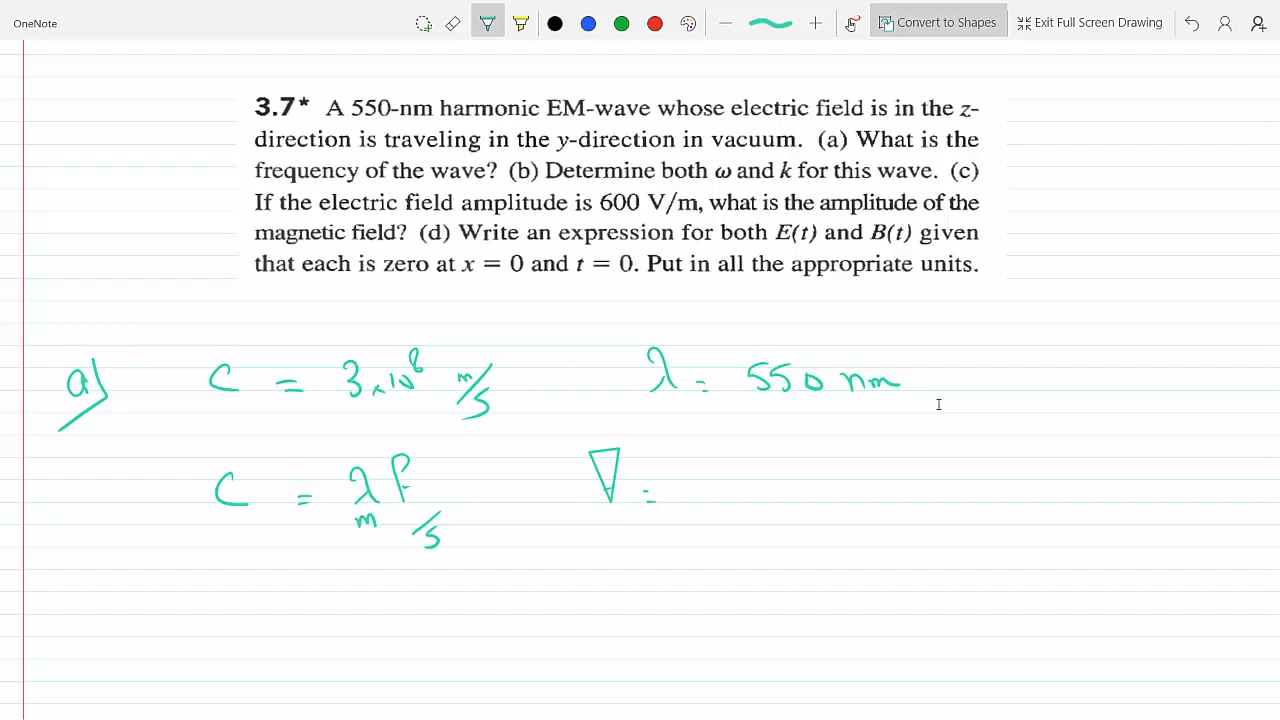 OneNote
Convert to Shapes
Exit Full Screen Drawing
3.7* A 550-nm harmonic EM-wave whose electric field is in the z-
direction is traveling in the y-direction in vacuum. (a) What is the
frequency of the wave? (b) Determine both ω and k for this wave. (c)
If the electric field amplitude is 600 V/m, what is the amplitude of the
magnetic field? (d) Write an expression for both E(t) and B(t) given
that each is zero at x = 0 and t = 0. Put in all the appropriate units.
a) C = 3×10⁸ m/s λ = 550 nm
C = λ f =
m /s